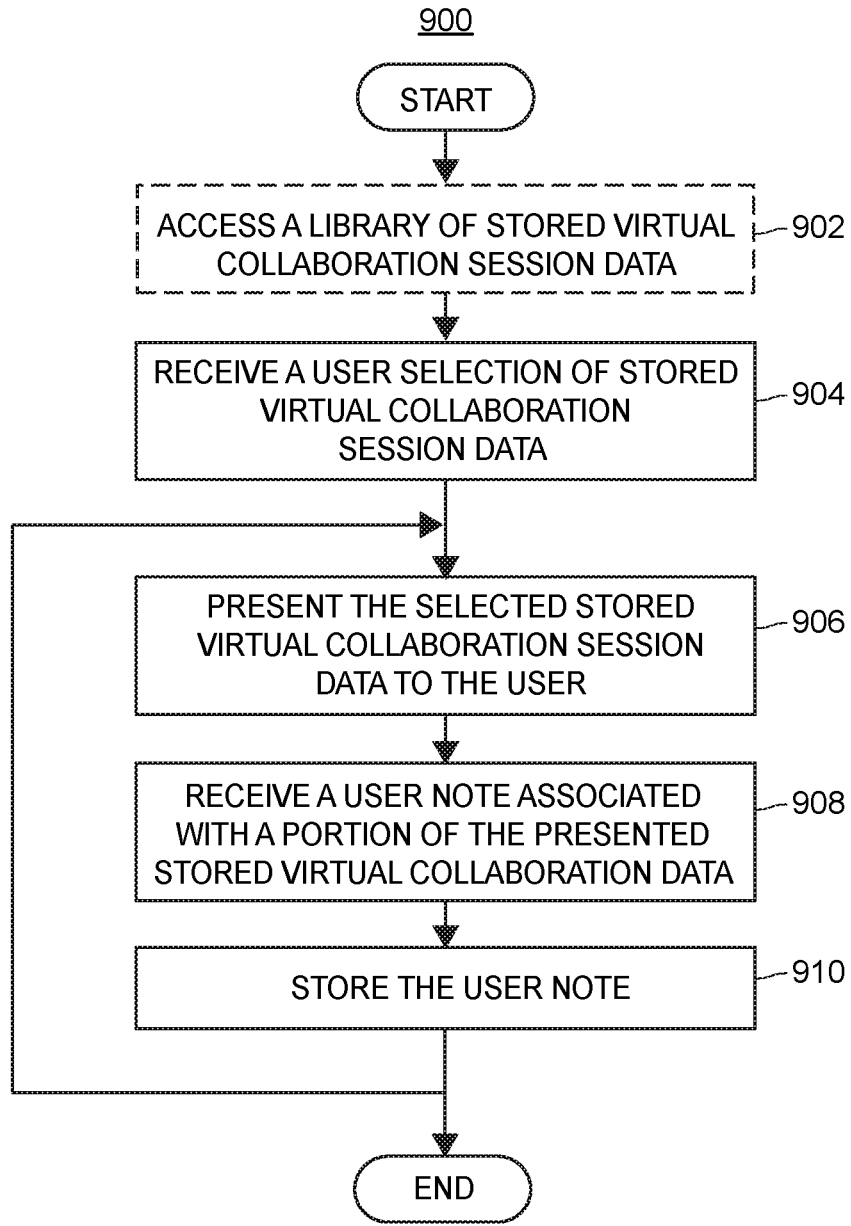 900
START
ACCESS A LIBRARY OF STORED VIRTUAL
COLLABORATION SESSION DATA
902
RECEIVE A USER SELECTION OF STORED
VIRTUAL COLLABORATION
SESSION DATA
904
PRESENT THE SELECTED STORED
VIRTUAL COLLABORATION SESSION
DATA TO THE USER
906
RECEIVE A USER NOTE ASSOCIATED
WITH A PORTION OF THE PRESENTED
STORED VIRTUAL COLLABORATION DATA
908
STORE THE USER NOTE
910
END